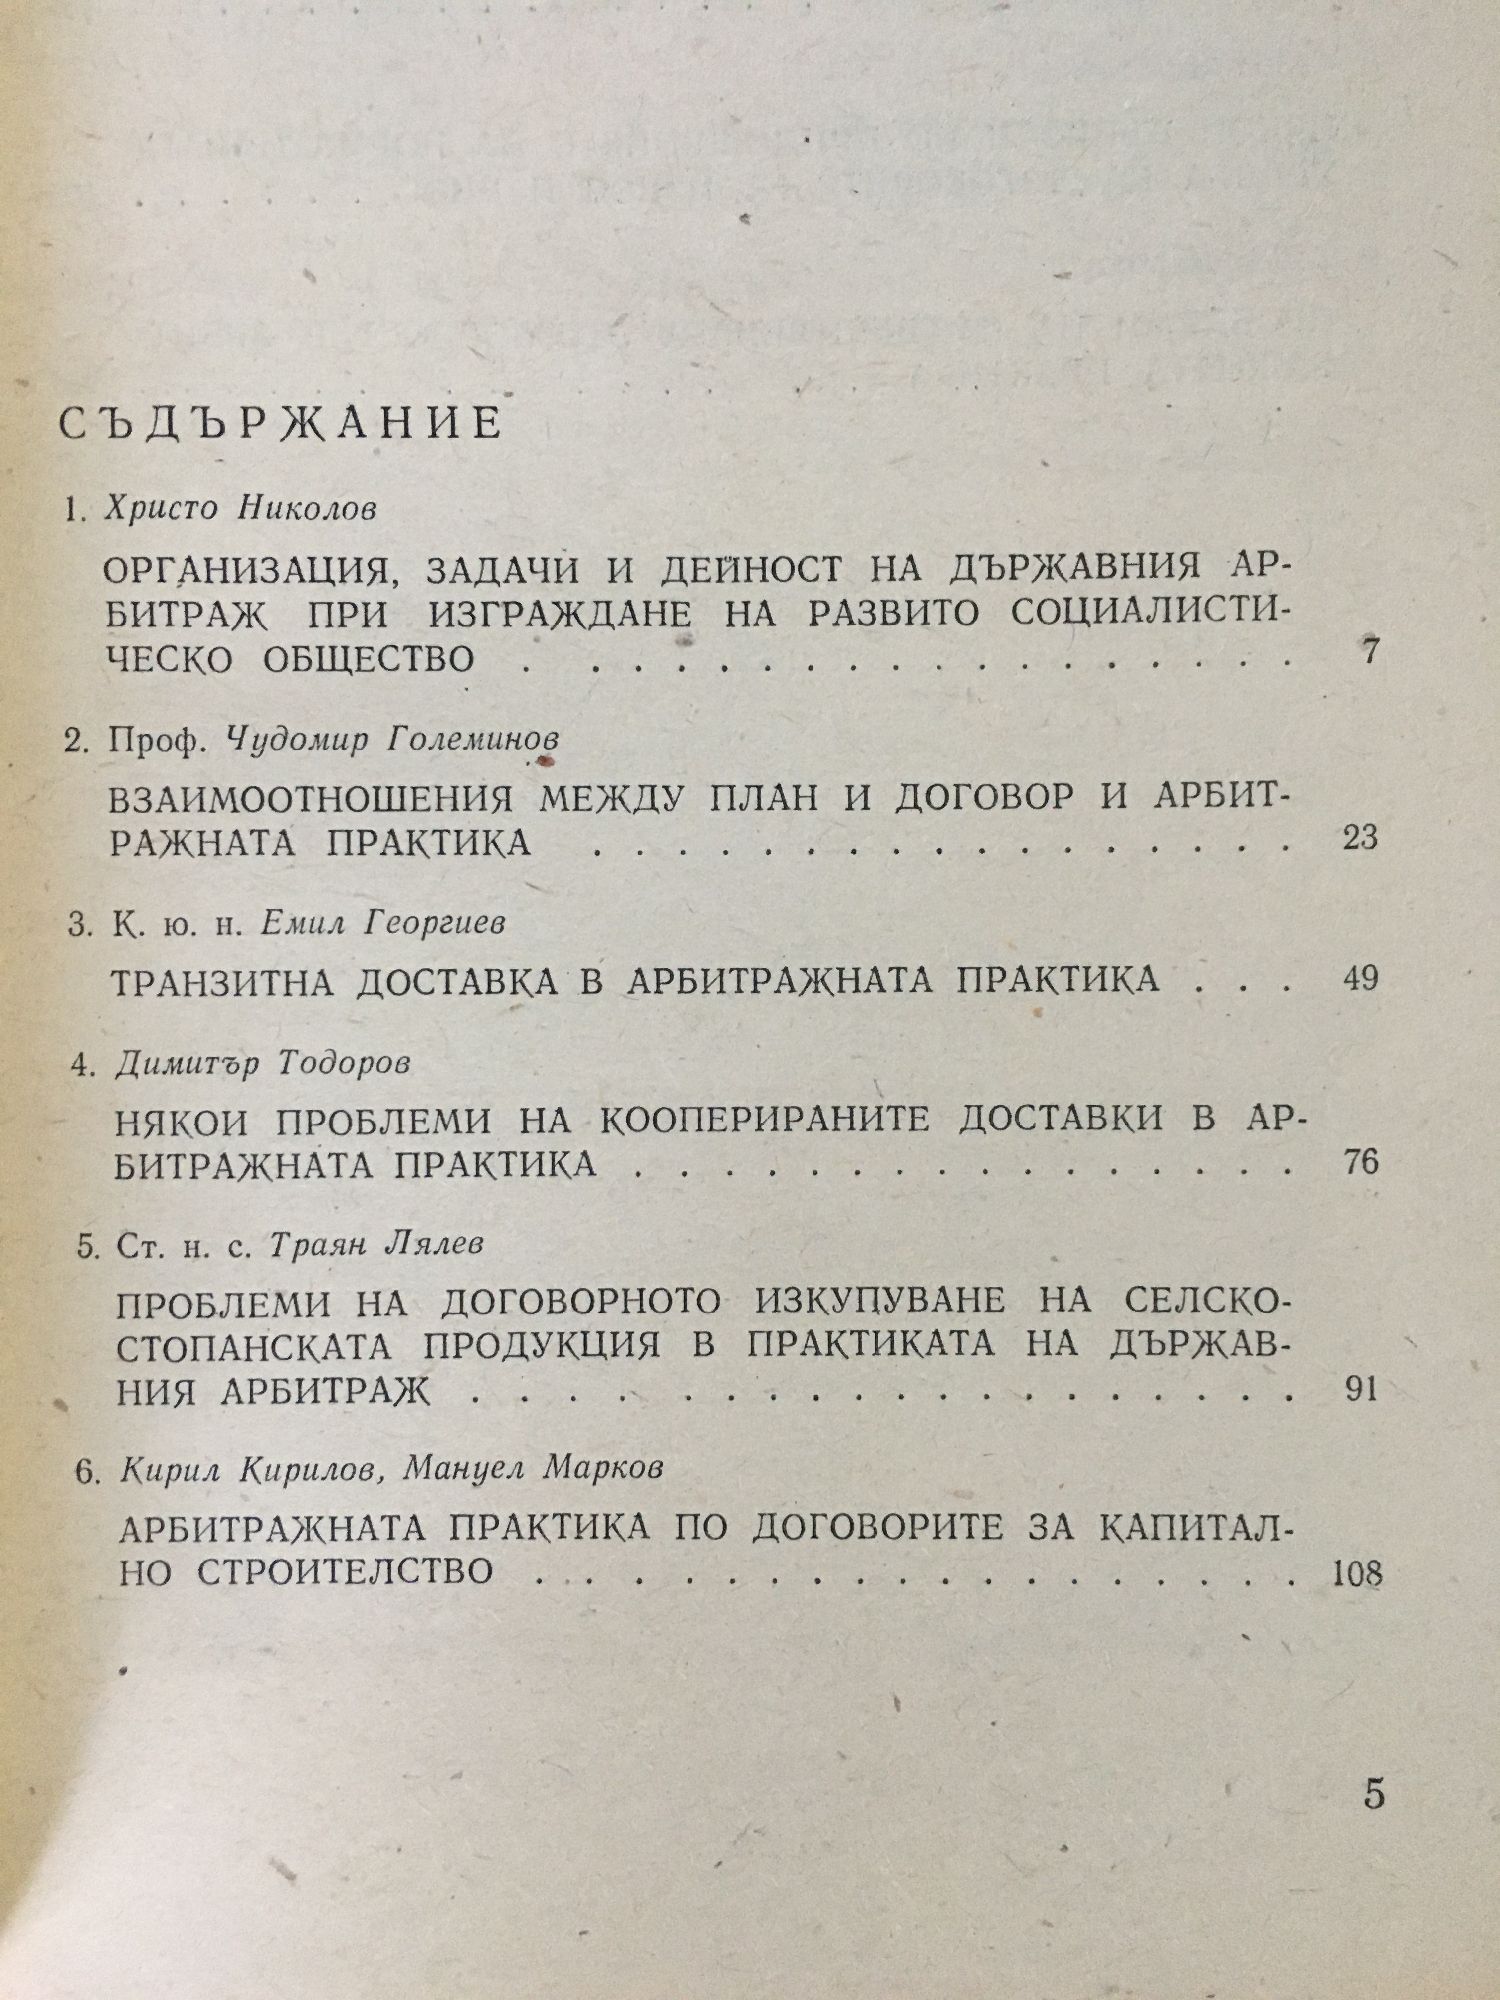 СЪДЪРЖАНИЕ
1. Христо Николов
ОРГАНИЗАЦИЯ, ЗАДАЧИ И ДЕЙНОСТ НА ДЪРЖАВНИЯ АР-
БИТРАЖ ПРИ ИЗГРАЖДАНЕ НА РАЗВИТО СОЦИАЛИСТИ-
ЧЕСКО ОБЩЕСТВО . . . . . . . . . . . . . . . . . . 7
2. Проф. Чудомир Големинов
ВЗАИМООТНОШЕНИЯ МЕЖДУ ПЛАН И ДОГОВОР И АРБИТ-
РАЖНАТА ПРАКТИКА . . . . . . . . . . . . . . . . . 23
3. К. ю. н. Емил Георгиев
ТРАНЗИТНА ДОСТАВКА В АРБИТРАЖНАТА ПРАКТИКА . . . 49
4. Димитър Тодоров
НЯКОИ ПРОБЛЕМИ НА КООПЕРИРАНИТЕ ДОСТАВКИ В АР-
БИТРАЖНАТА ПРАКТИКА . . . . . . . . . . . . . . . . 76
5. Ст. н. с. Траян Лялев
ПРОБЛЕМИ НА ДОГОВОРНОТО ИЗКУПУВАНЕ НА СЕЛСКО-
СТОПАНСКАТА ПРОДУКЦИЯ В ПРАКТИКАТА НА ДЪРЖАВ-
НИЯ АРБИТРАЖ . . . . . . . . . . . . . . . . . . . . 91
6. Кирил Кирилов, Мануел Марков
АРБИТРАЖНАТА ПРАКТИКА ПО ДОГОВОРИТЕ ЗА КАПИТАЛ-
НО СТРОИТЕЛСТВО . . . . . . . . . . . . . . . . . . 108
5